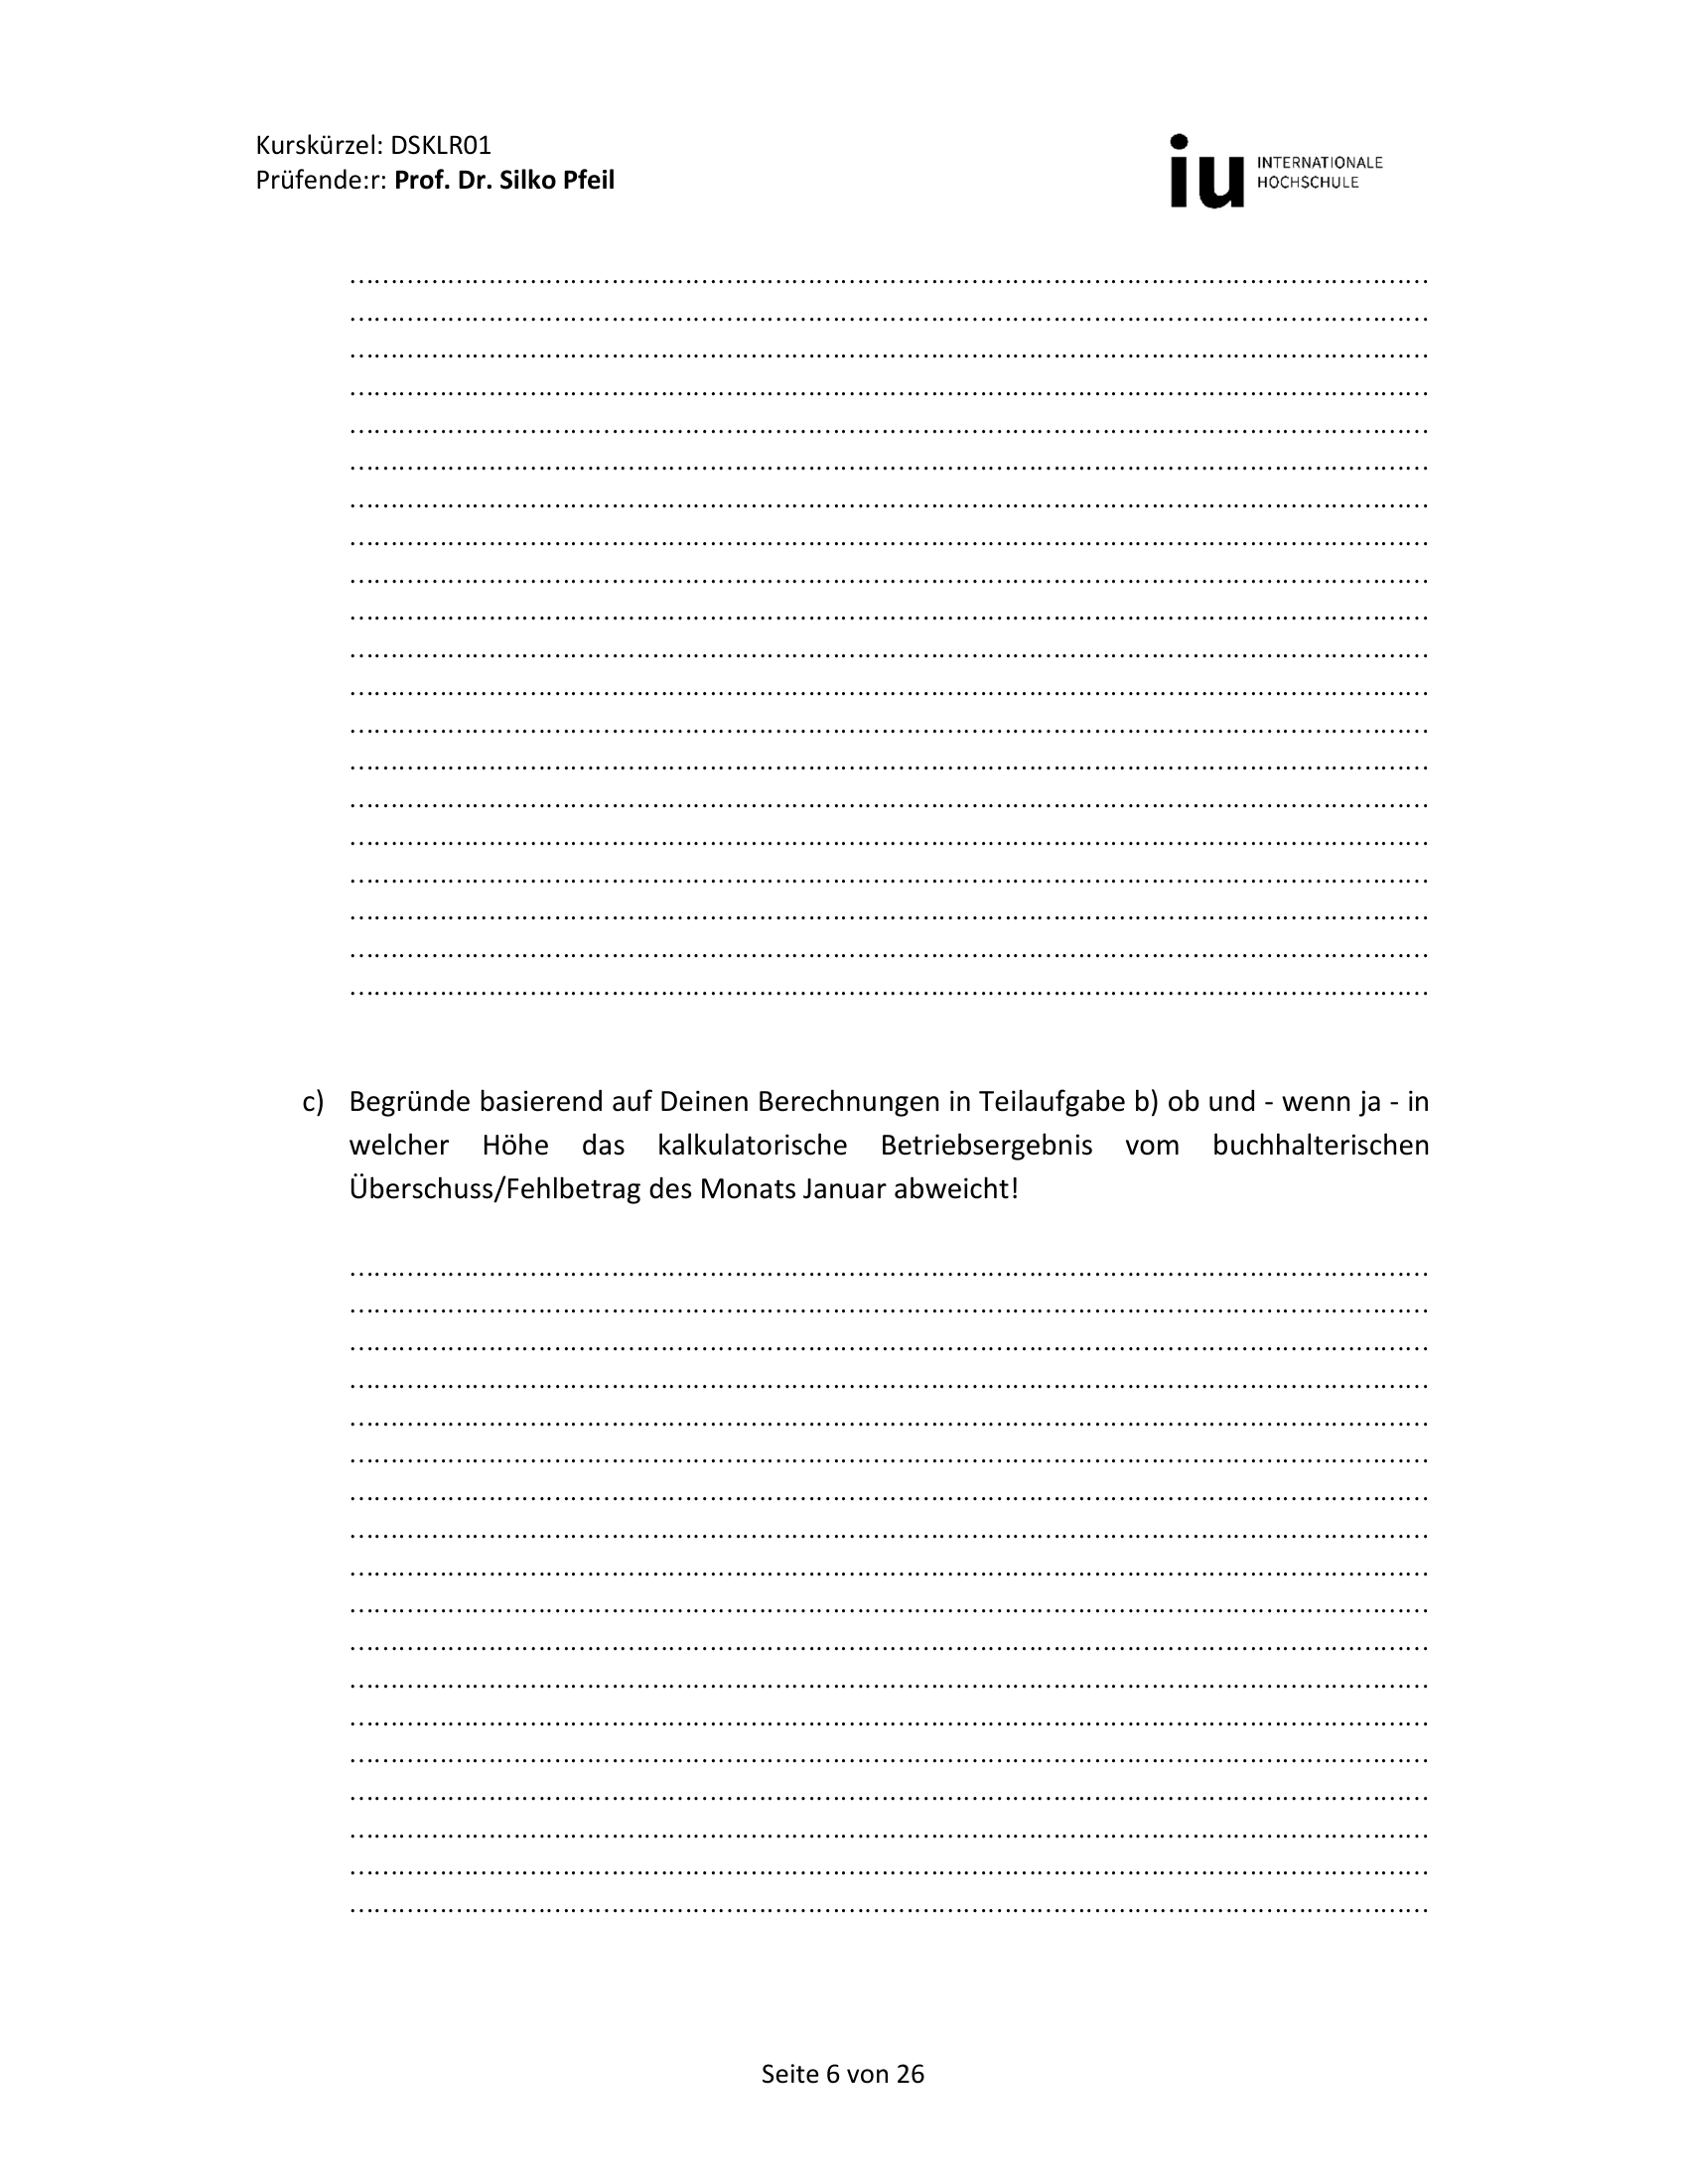 Kurskürzel: DSKLR01
Prüfende:r: Prof. Dr. Silko Pfeil
iu INTERNATIONALE
HOCHSCHULE
c) Begründe basierend auf Deinen Berechnungen in Teilaufgabe b) ob und - wenn ja - in
welcher Höhe das kalkulatorische Betriebsergebnis vom buchhalterischen
Überschuss/Fehlbetrag des Monats Januar abweicht!
Seite 6 von 26